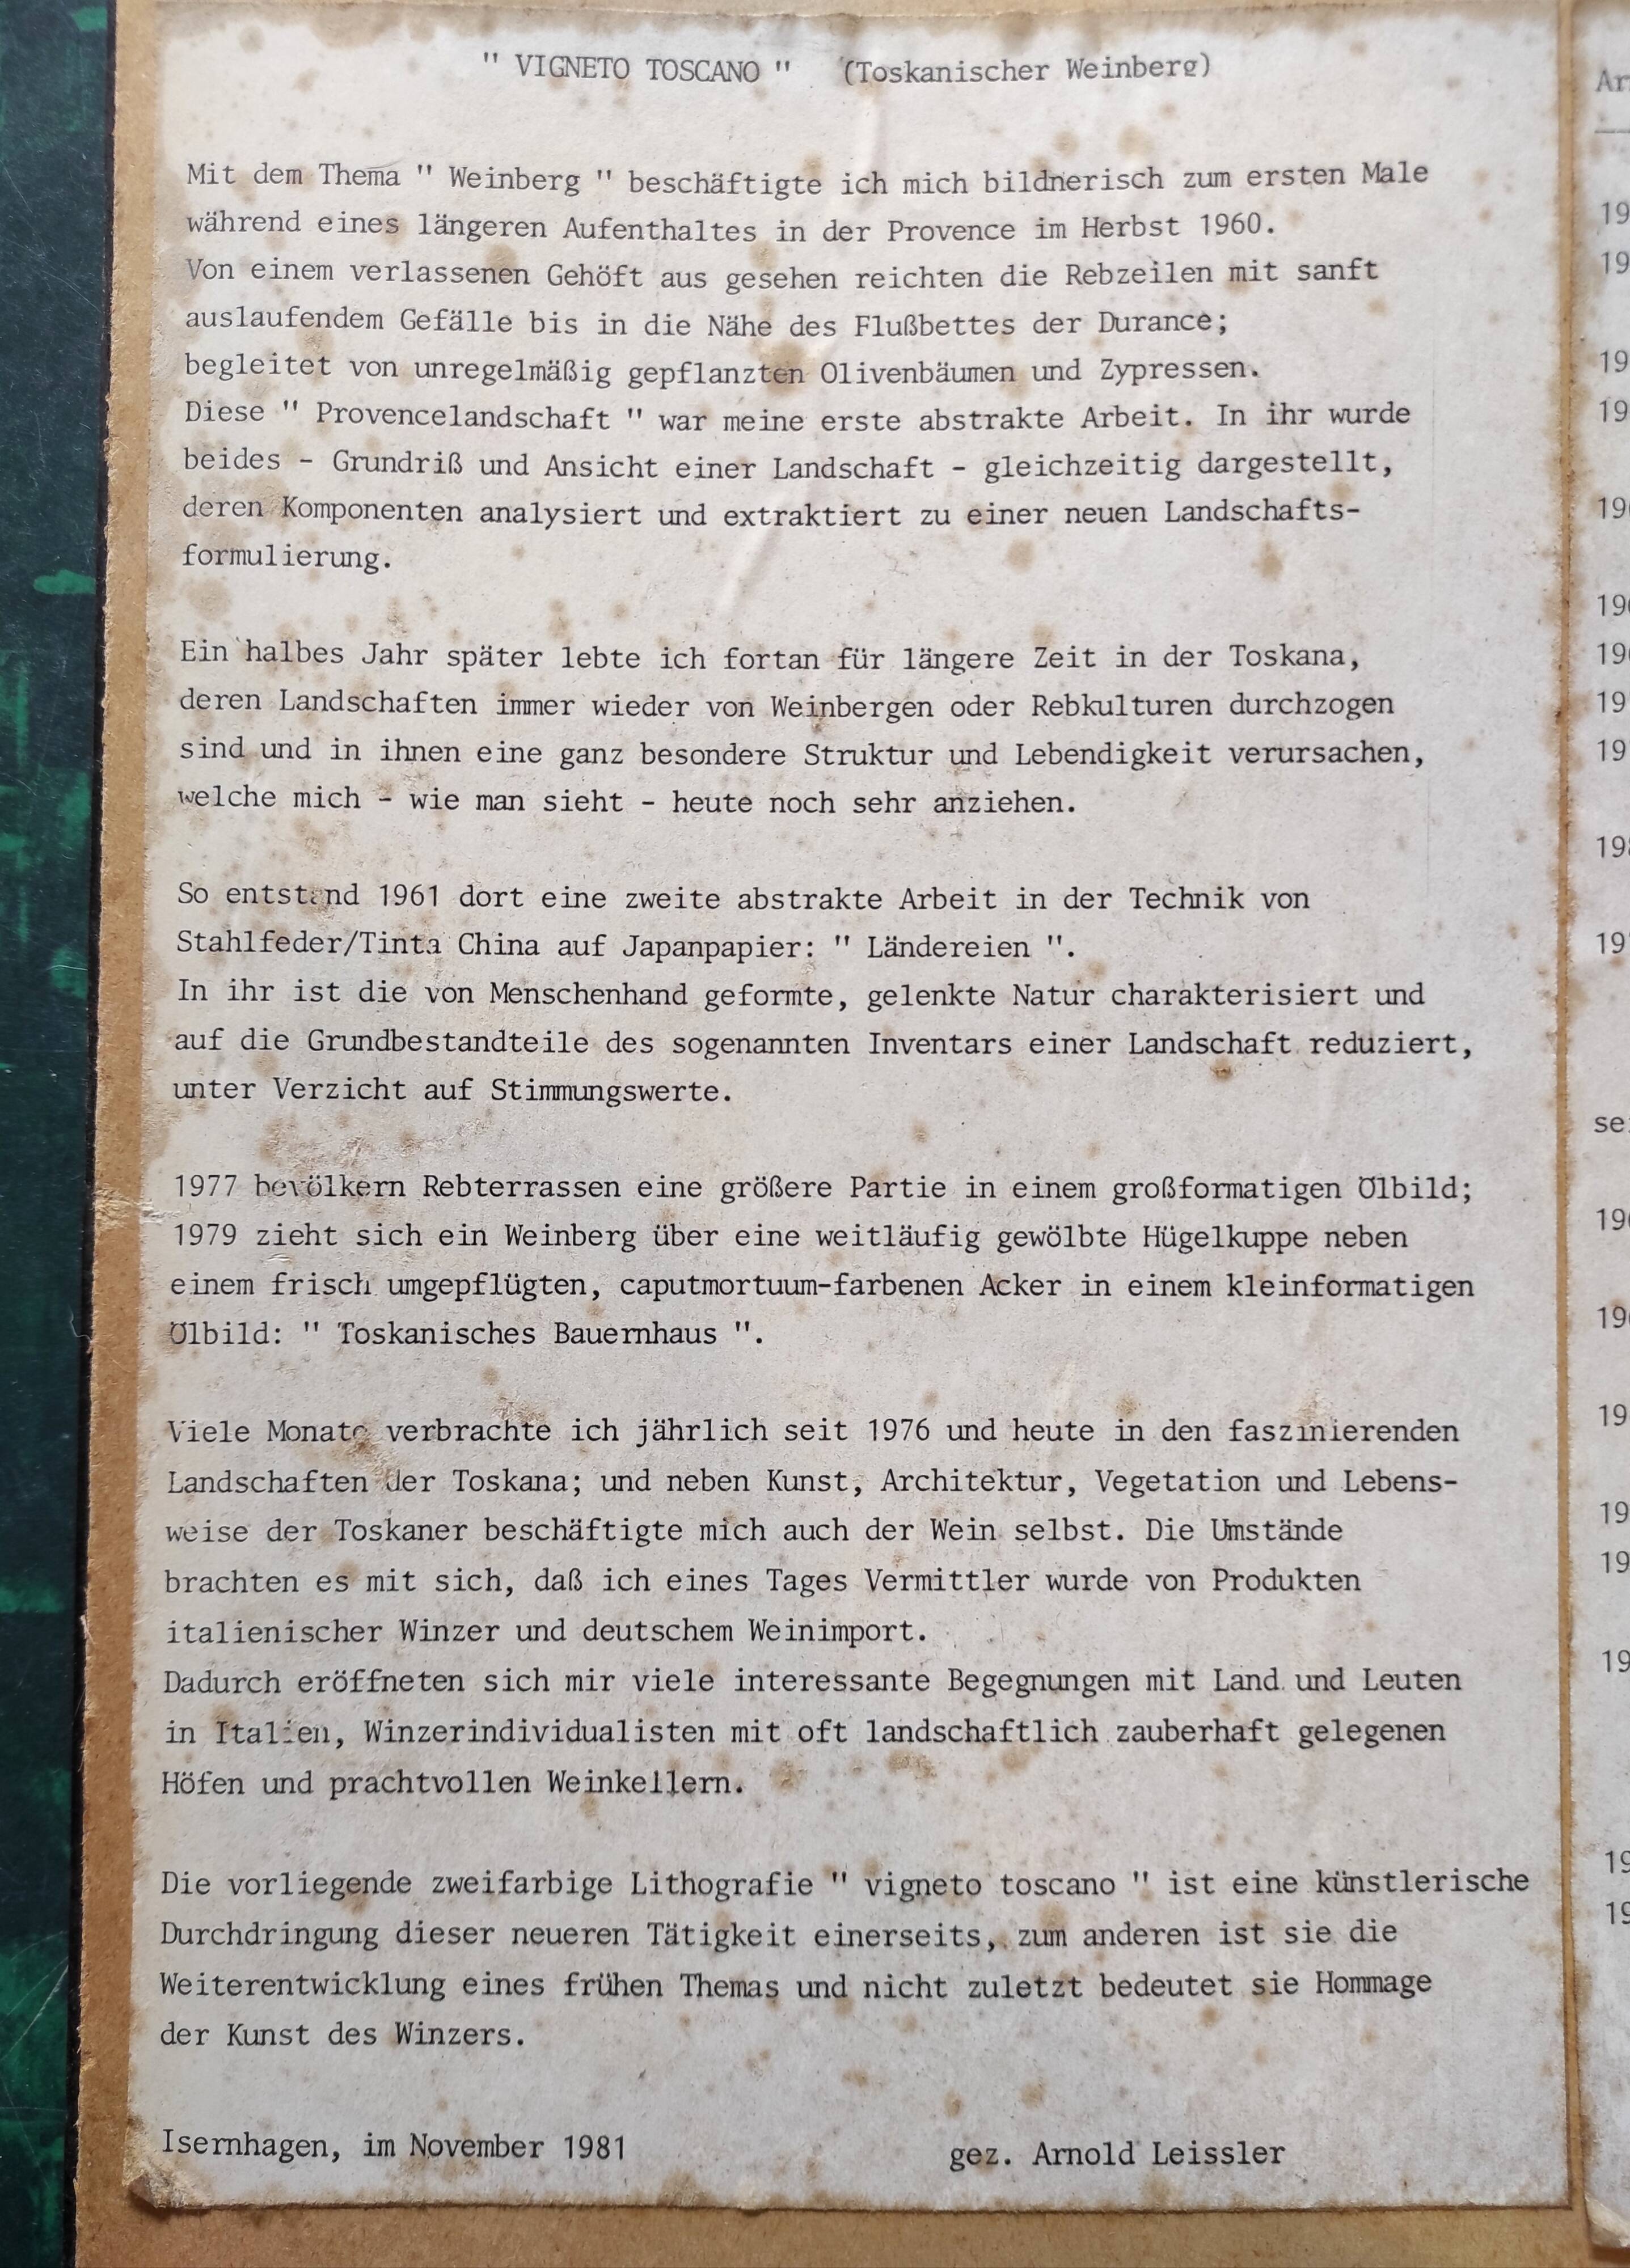 " VIGNETO TOSCANO " (Toskanischer Weinberg)
Mit dem Thema " Weinberg " beschäftigte ich mich bildnerisch zum ersten Male
während eines längeren Aufenthaltes in der Provence im Herbst 1960.
Von einem verlassenen Gehöft aus gesehen reichten die Rebzeilen mit sanft
auslaufendem Gefälle bis in die Nähe des Flußbettes der Durance;
begleitet von unregelmäßig gepflanzten Olivenbäumen und Zypressen.
Diese " Provencelandschaft " war meine erste abstrakte Arbeit. In ihr wurde
beides - Grundriß und Ansicht einer Landschaft - gleichzeitig dargestellt,
deren Komponenten analysiert und extraktiert zu einer neuen Landschafts-
formulierung.
Ein halbes Jahr später lebte ich fortan für längere Zeit in der Toskana,
deren Landschaften immer wieder von Weinbergen oder Rebkulturen durchzogen
sind und in ihnen eine ganz besondere Struktur und Lebendigkeit verursachen,
welche mich - wie man sieht - heute noch sehr anziehen.
So entstand 1961 dort eine zweite abstrakte Arbeit in der Technik von
Stahlfeder/Tinta China auf Japanpapier: " Ländereien ".
In ihr ist die von Menschenhand geformte, gelenkte Natur charakterisiert und
auf die Grundbestandteile des sogenannten Inventars einer Landschaft reduziert,
unter Verzicht auf Stimmungswerte.
1977 bevölkern Rebterrassen eine größere Partie in einem großformatigen Ölbild;
1979 zieht sich ein Weinberg über eine weitläufig gewölbte Hügelkuppe neben
einem frisch umgepflügten, caputmortuum-farbenen Acker in einem kleinformatigen
Ölbild: " Toskanisches Bauernhaus ".
Viele Monate verbrachte ich jährlich seit 1976 und heute in den faszinierenden
Landschaften der Toskana; und neben Kunst, Architektur, Vegetation und Lebens-
weise der Toskaner beschäftigte mich auch der Wein selbst. Die Umstände
brachten es mit sich, daß ich eines Tages Vermittler wurde von Produkten
italienischer Winzer und deutschem Weinimport.
Dadurch eröffneten sich mir viele interessante Begegnungen mit Land und Leuten
in Italien, Winzerindividualisten mit oft landschaftlich zauberhaft gelegenen
Höfen und prachtvollen Weinkellern.
Die vorliegende zweifarbige Lithografie " vigneto toscano " ist eine künstlerische
Durchdringung dieser neueren Tätigkeit einerseits, zum anderen ist sie die
Weiterentwicklung eines frühen Themas und nicht zuletzt bedeutet sie Hommage
der Kunst des Winzers.
Isernhagen, im November 1981 gez. Arnold Leissler